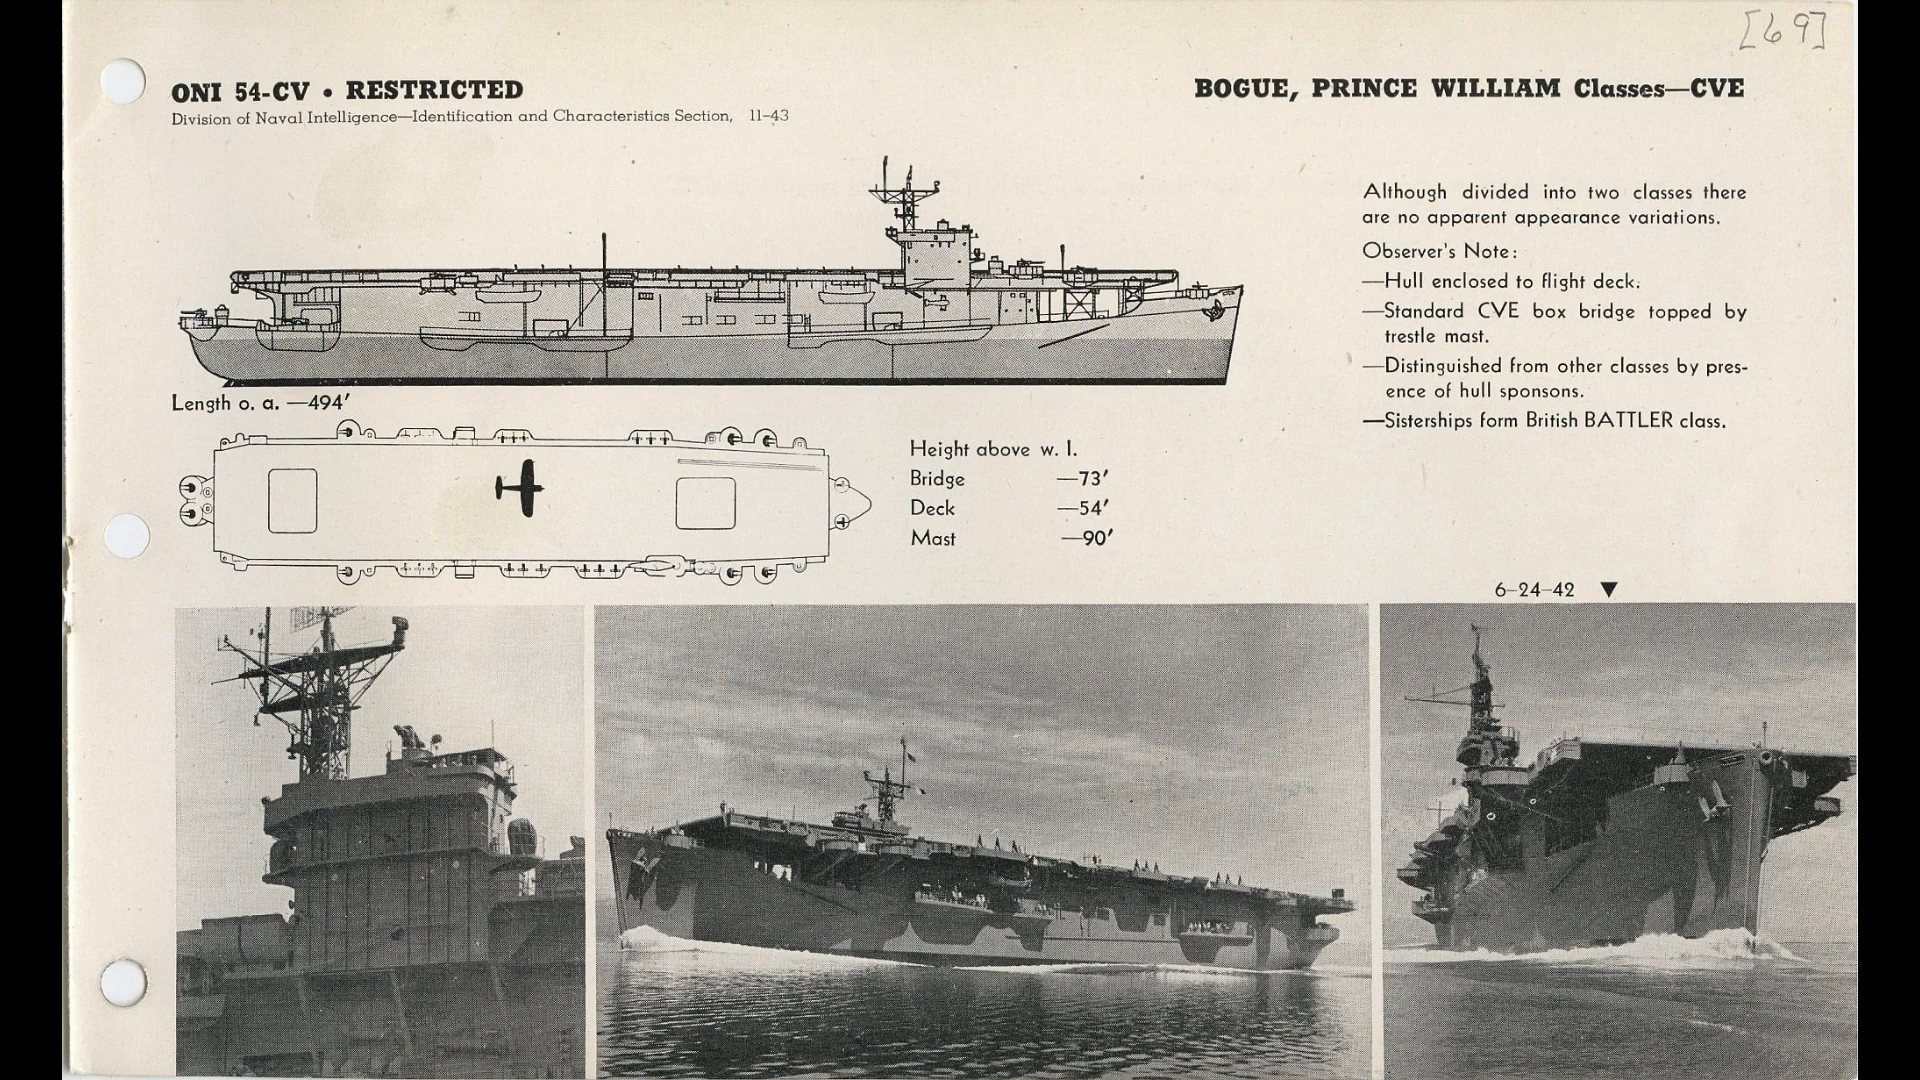 [69]
ONI 54-CV • RESTRICTED
Division of Naval Intelligence—Identification and Characteristics Section, 11-43
BOGUE, PRINCE WILLIAM Classes—CVE
Although divided into two classes there
are no apparent appearance variations.
Observer's Note:
—Hull enclosed to flight deck.
—Standard CVE box bridge topped by
trestle mast.
—Distinguished from other classes by pres-
ence of hull sponsons.
—Sisterships form British BATTLER class.
Length o. a. —494′
Height above w. l.
Bridge —73′
Deck —54′
Mast —90′
6-24-42 ▼